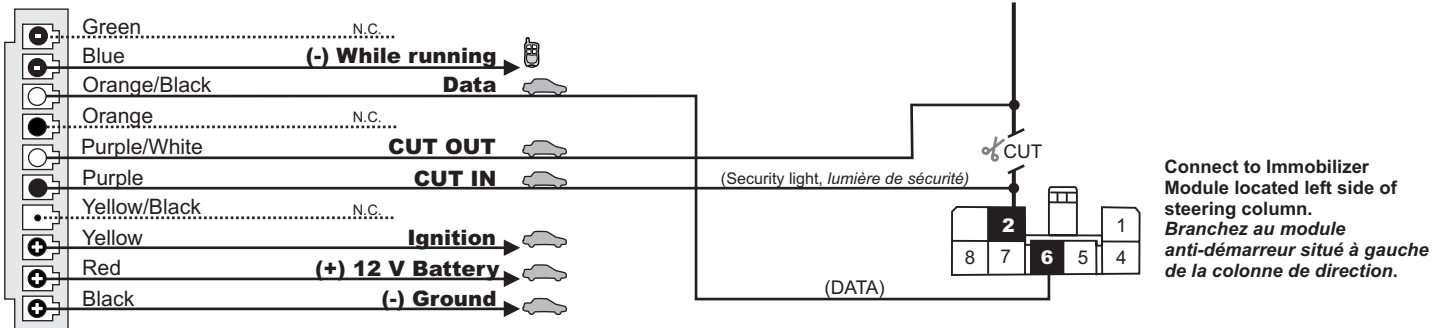 Green N.C.
Blue (-) While running
Orange/Black Data
Orange N.C.
Purple/White CUT OUT
Purple CUT IN
(Security light, lumière de sécurité)
Yellow/Black N.C.
Yellow Ignition
Red (+) 12 V Battery
Black (-) Ground
CUT
2 1
8 7 6 5 4
(DATA)
Connect to Immobilizer
Module located left side of
steering column.
Branchez au module
anti-démarreur situé à gauche
de la colonne de direction.